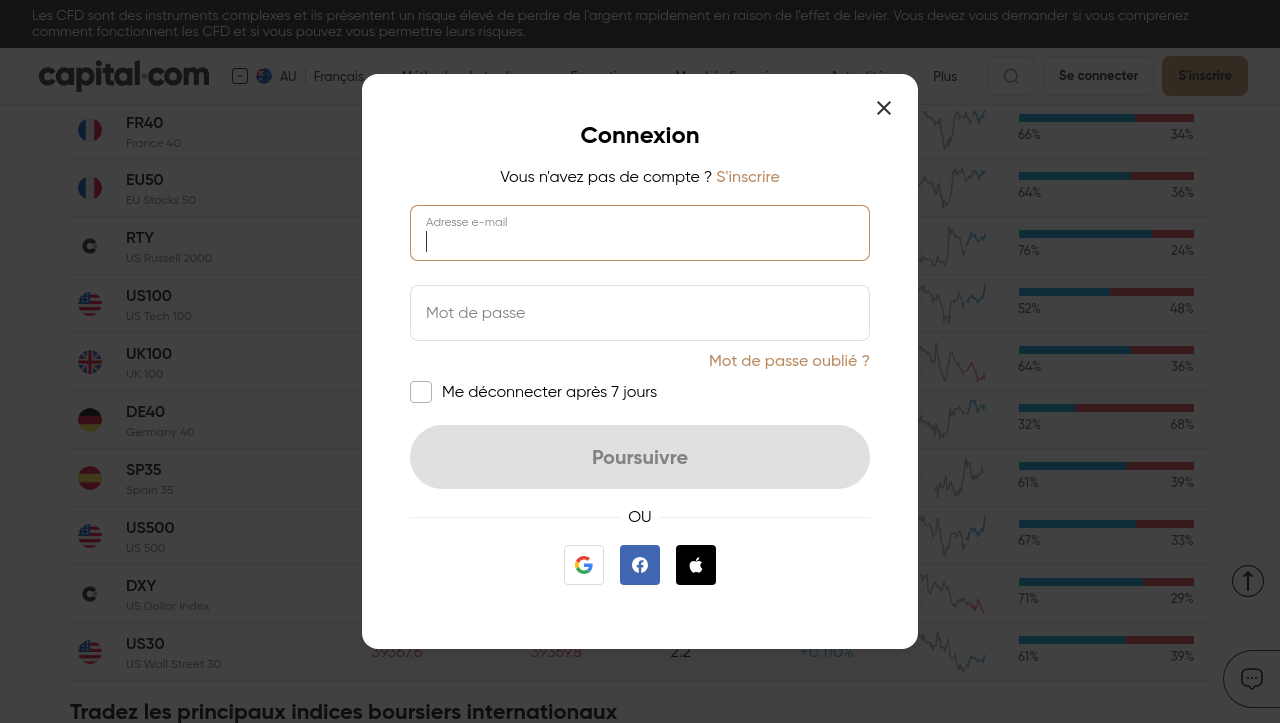 Les CFD sont des instruments complexes et ils présentent un risque élevé de perdre de l'argent rapidement en raison de l'effet de levier. Vous devez vous demander si vous comprenez
comment fonctionnent les CFD et si vous pouvez vous permettre leurs risques.
capital.com
AU
Français
Plus
Se connecter
S'inscrire
Connexion
Vous n'avez pas de compte ? S'inscrire
Adresse e-mail
Mot de passe
Mot de passe oublié ?
Me déconnecter après 7 jours
Poursuivre
OU
FR40
France 40
66% 34%
EU50
EU Stocks 50
64% 36%
RTY
US Russell 2000
76% 24%
US100
US Tech 100
52% 48%
UK100
UK 100
64% 36%
DE40
Germany 40
32% 68%
SP35
Spain 35
61% 39%
US500
US 500
67% 33%
DXY
US Dollar Index
71% 29%
US30
US Wall Street 30
39367.6 39369.8 2.2 +0.110%
61% 39%
Tradez les principaux indices boursiers internationaux